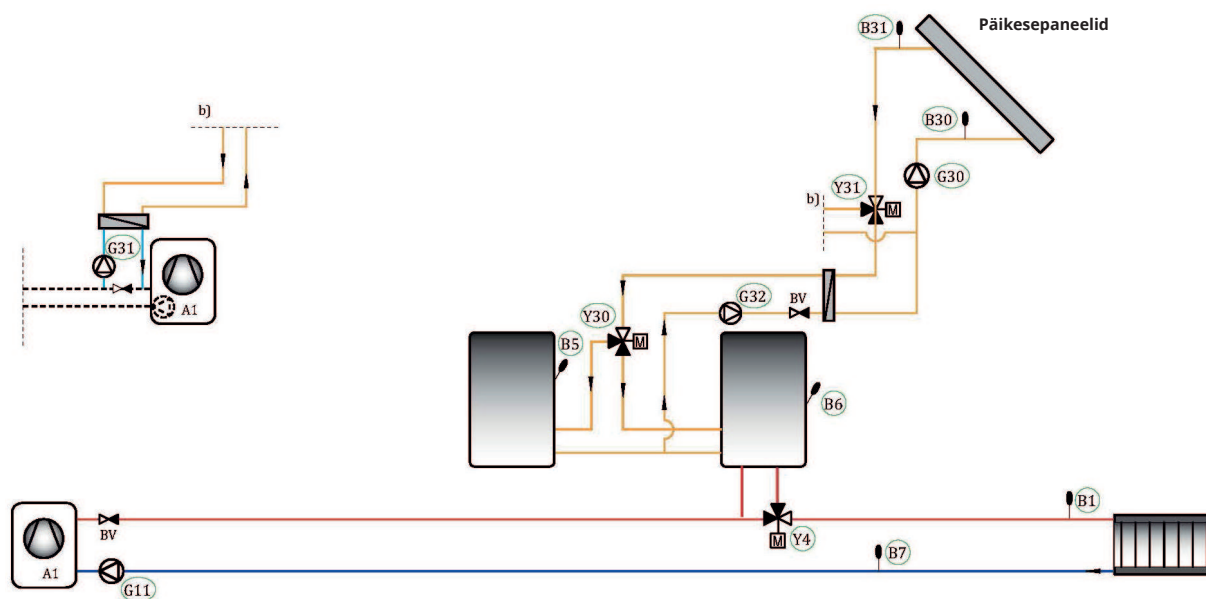 B31
Päikesepaneelid
b)
B30
G30
Y31
b)
M
G31
A1
G32
BV
Y30
M
B5
B6
B1
BV
M
Y4
B7
A1
G11